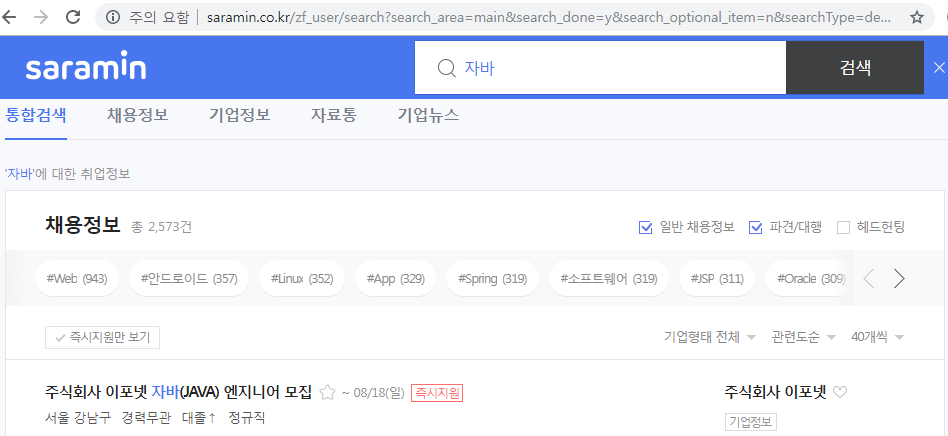 주의 요함 | saramin.co.kr/zf_user/search?search_area=main&search_done=y&search_optional_item=n&searchType=de...
saramin 자바 검색
통합검색 채용정보 기업정보 자료통 기업뉴스
'자바'에 대한 취업정보
채용정보 총 2,573건 일반 채용정보 파견/대행 헤드헌팅
#Web (943) #안드로이드 (357) #Linux (352) #App (329) #Spring (319) #소프트웨어 (319) #JSP (311) #Oracle (309)
즉시지원만 보기 기업형태 전체 관련도순 40개씩
주식회사 이포넷 자바(JAVA) 엔지니어 모집 ~ 08/18(일) 즉시지원 주식회사 이포넷
서울 강남구 경력무관 대졸↑ 정규직 기업정보